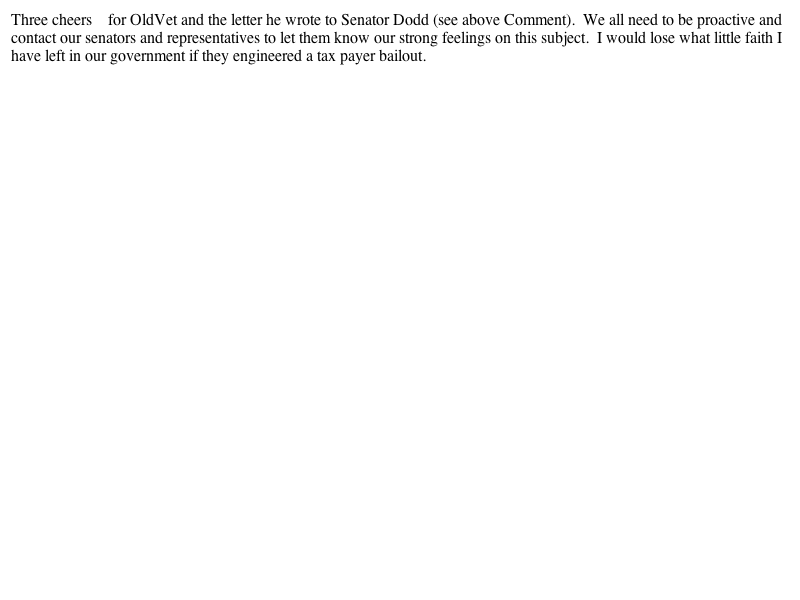 Three cheers    for OldVet and the letter he wrote to Senator Dodd (see above Comment).  We all need to be proactive and
contact our senators and representatives to let them know our strong feelings on this subject.  I would lose what little faith I
have left in our government if they engineered a tax payer bailout.